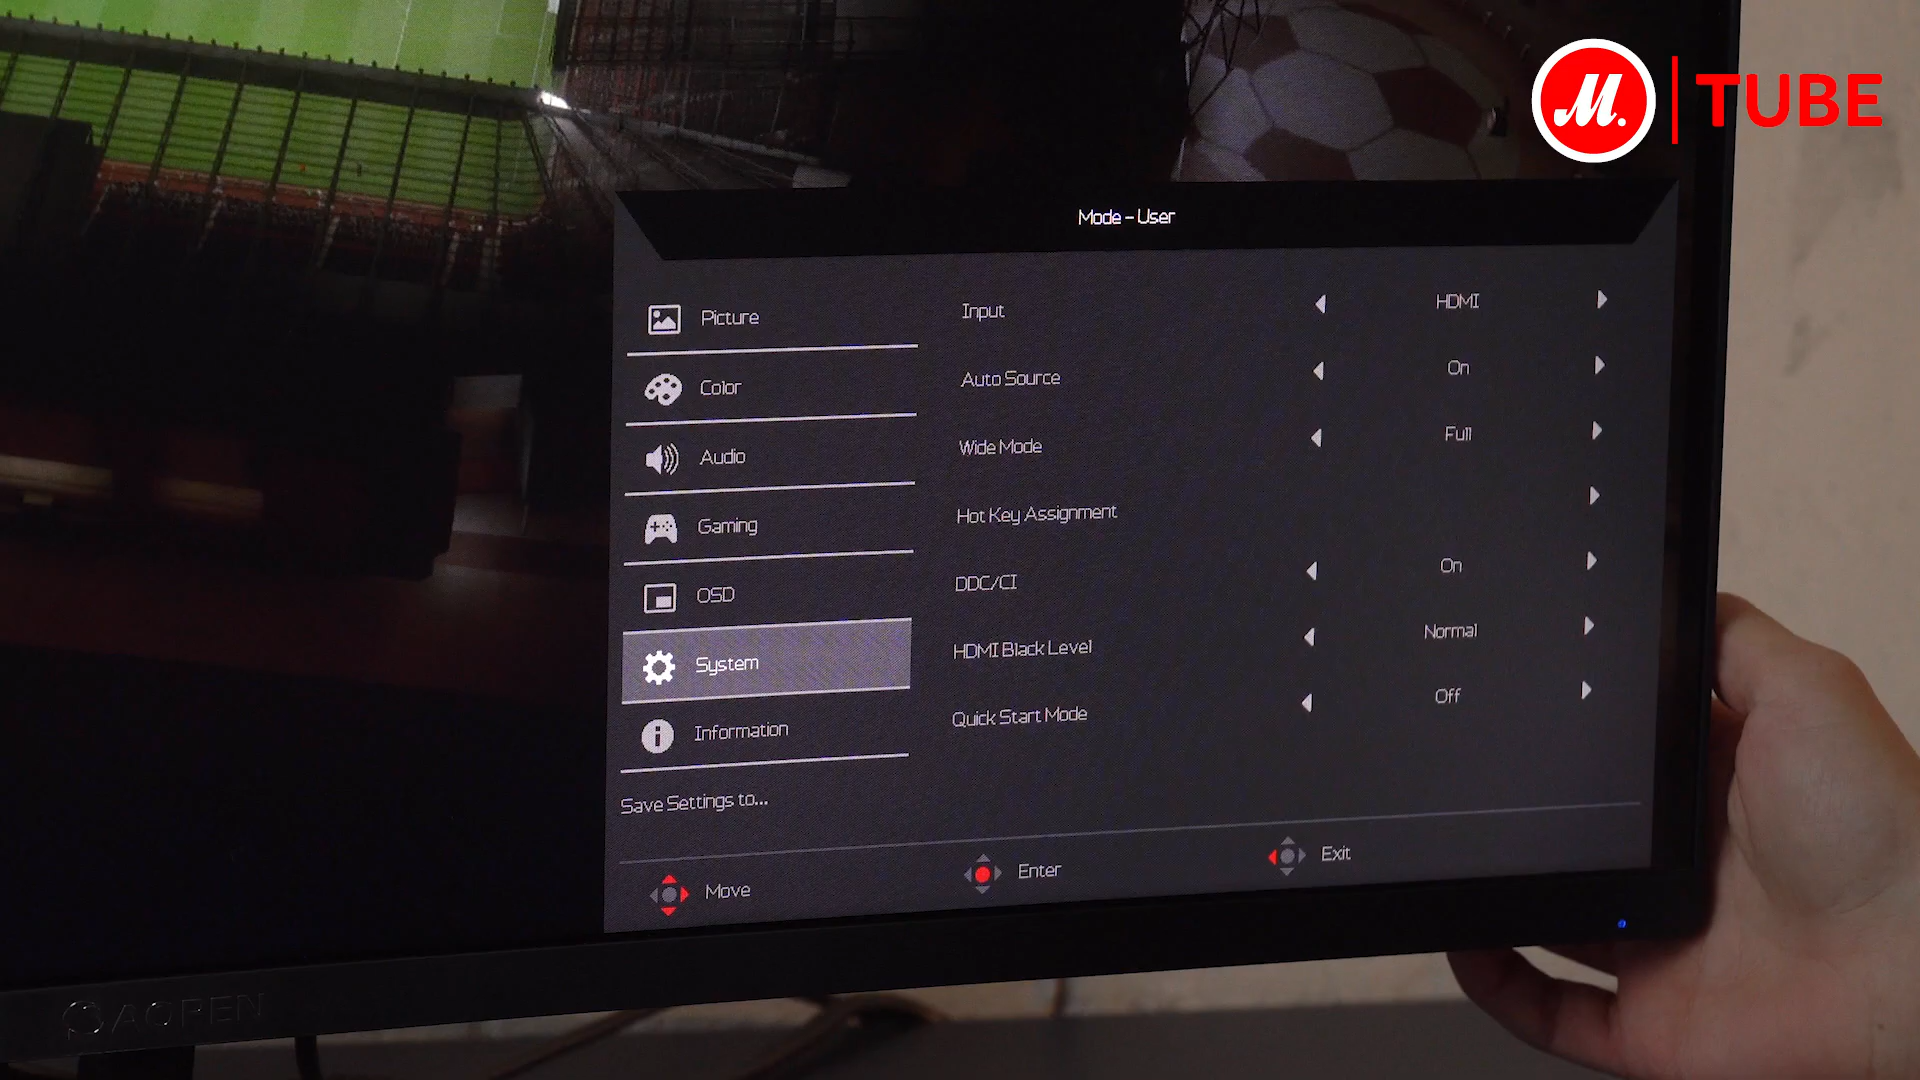 M. TUBE
Mode - User
Picture
Color
Audio
Gaming
OSD
System
Information
Save Settings to...
Input HDMI
Auto Source On
Wide Mode Full
Hot Key Assignment
DDC/CI On
HDMI Black Level Normal
Quick Start Mode Off
Move Enter Exit
AOPEN